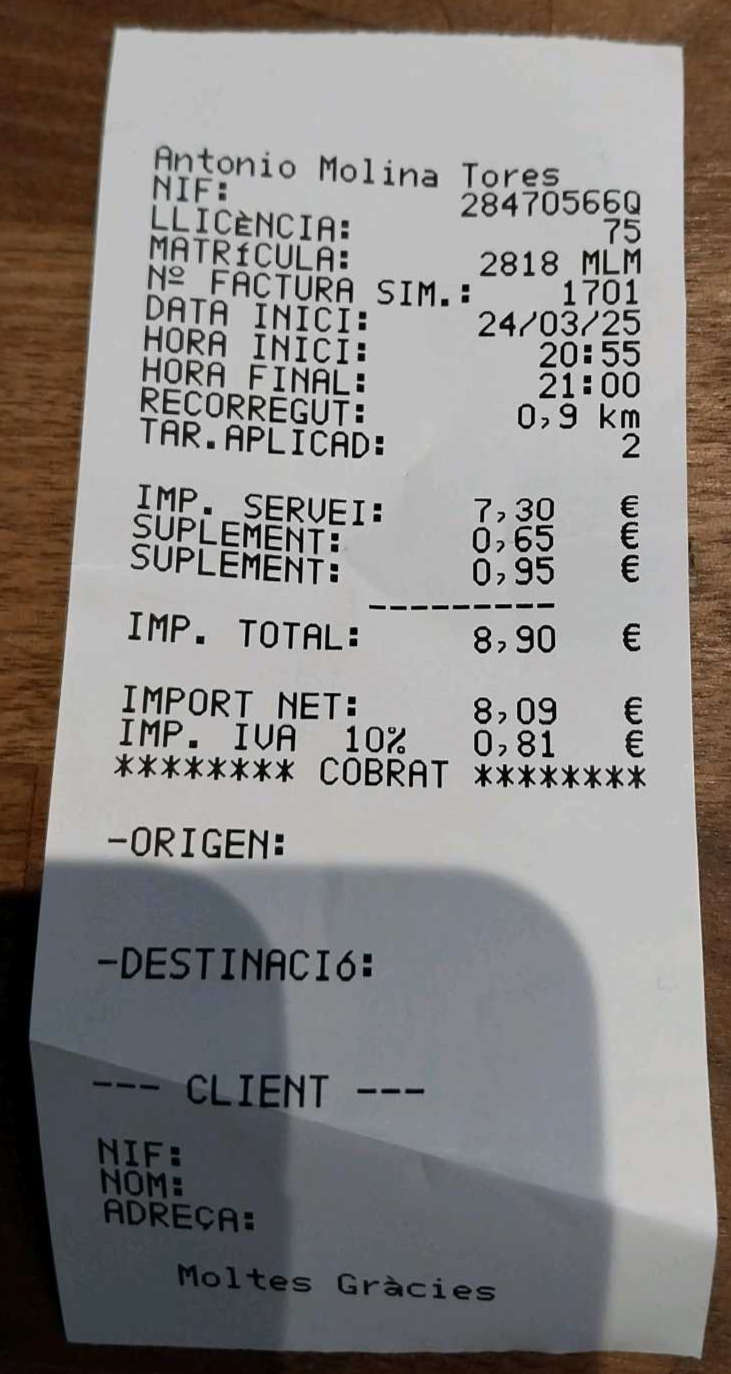 Antonio Molina Tores
NIF: 28470566Q
LLICÈNCIA: 75
MATRíCULA: 2818 MLM
Nº FACTURA SIM.: 1701
DATA INICI: 24/03/25
HORA INICI: 20:55
HORA FINAL: 21:00
RECORREGUT: 0,9 km
TAR.APLICAD: 2
IMP. SERVEI: 7,30 €
SUPLEMENT: 0,65 €
SUPLEMENT: 0,95 €
---------
IMP. TOTAL: 8,90 €
IMPORT NET: 8,09 €
IMP. IVA 10% 0,81 €
******** COBRAT ********
-ORIGEN:
-DESTINACIó:
--- CLIENT ---
NIF:
NOM:
ADREÇA:
Moltes Gràcies